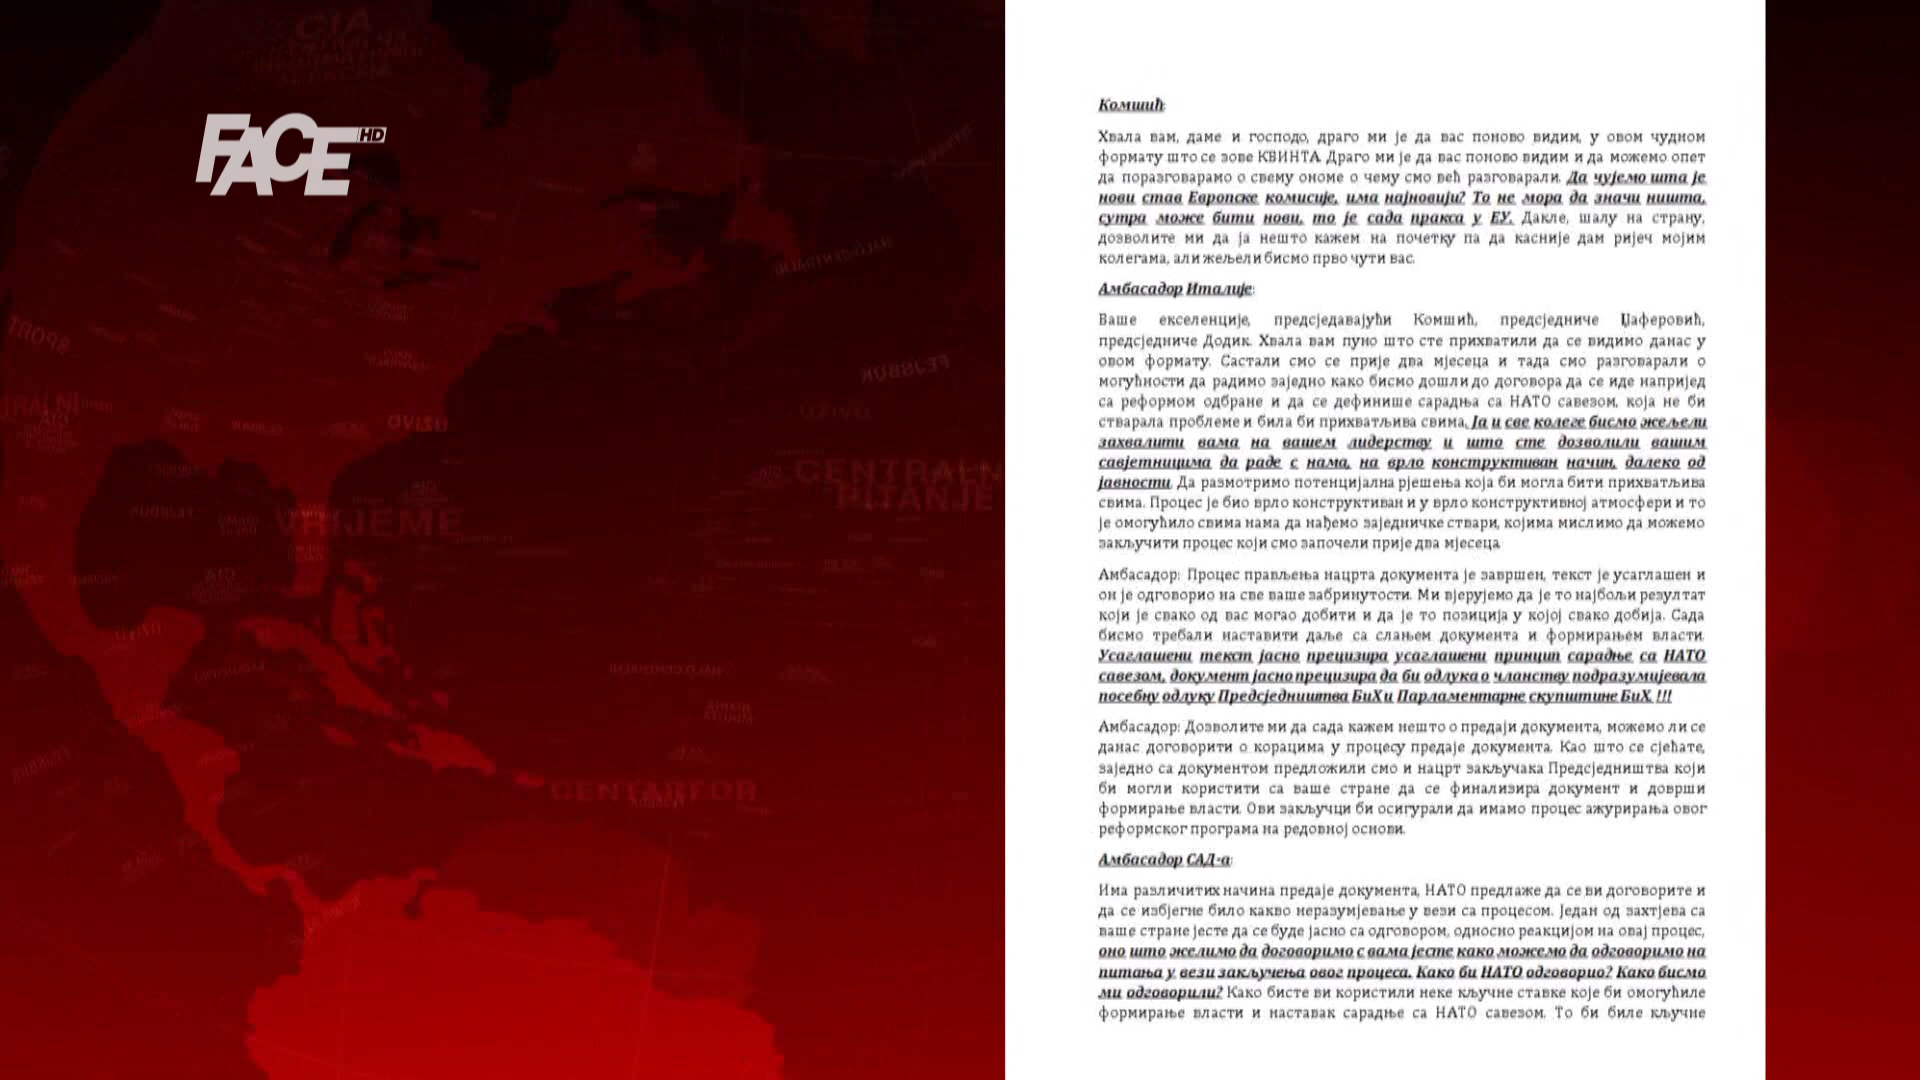 FACE HD
CIA
SPORT
VRIJEME
CENTRALNO
PITANJE
FEJSBUK
UŽIVO
CENTARFOR
Комшић:
Хвала вам, даме и господо, драго ми је да вас поново видим, у овом чудном
формату што се зове КВИНТА. Драго ми је да вас поново видим и да можемо опет
да поразговарамо о свему ономе о чему смо већ разговарали. Да чујемо шта је
нови став Европске комисије, има најновији? То не мора да значи ништа,
сутра може бити нови, то је сада пракса у ЕУ. Дакле, шалу на страну,
дозволите ми да ја нешто кажем на почетку па да касније дам ријеч мојим
колегама, али жељели бисмо прво чути вас.
Амбасадор Италије:
Ваше екселенције, предсједавајући Комшић, предсједниче Џаферовић,
предсједниче Додик. Хвала вам пуно што сте прихватили да се видимо данас у
овом формату. Састали смо се прије два мјесеца и тада смо разговарали о
могућности да радимо заједно како бисмо дошли до договора да се иде напријед
са реформом одбране и да се дефинише сарадња са НАТО савезом, која не би
стварала проблеме и била би прихватљива свима. Ја и све колеге бисмо жељели
захвалити вама на вашем лидерству и што сте дозволили вашим
савјетницима да раде с нама, на врло конструктиван начин, далеко од
јавности. Да размотримо потенцијална рјешења која би могла бити прихватљива
свима. Процес је био врло конструктиван и у врло конструктивној атмосфери и то
је омогућило свима нама да нађемо заједничке ствари, којима мислимо да можемо
закључити процес који смо започели прије два мјесеца.
Амбасадор: Процес прављења нацрта документа је завршен, текст је усаглашен и
он је одговорио на све ваше забринутости. Ми вјерујемо да је то најбољи резултат
који је свако од вас могао добити и да је то позиција у којој свако добија. Сада
бисмо требали наставити даље са слањем документа и формирањем власти.
Усаглашени текст јасно прецизира усаглашени принцип сарадње са НАТО
савезом, документ јасно прецизира да би одлука о чланству подразумијевала
посебну одлуку Предсједништва БиХ и Парламентарне скупштине БиХ !!!
Амбасадор: Дозволите ми да сада кажем нешто о предаји документа, можемо ли се
данас договорити о корацима у процесу предаје документа. Као што се сјећате,
заједно са документом предложили смо и нацрт закључака Предсједништва који
би могли користити са ваше стране да се финализира документ и доврши
формирање власти. Ови закључци би осигурали да имамо процес ажурирања овог
реформског програма на редовној основи.
Амбасадор САД-а:
Има различитих начина предаје документа, НАТО предлаже да се ви договорите и
да се избјегне било какво неразумјевање у вези са процесом. Један од захтјева са
ваше стране јесте да се буде јасно са одговором, односно реакцијом на овај процес,
оно што желимо да договоримо с вама јесте како можемо да одговоримо на
питања у вези закључења овог процеса. Како би НАТО одговорио? Како бисмо
ми одговорили? Како бисте ви користили неке кључне ставке које би омогућиле
формирање власти и наставак сарадње са НАТО савезом. То би биле кључне